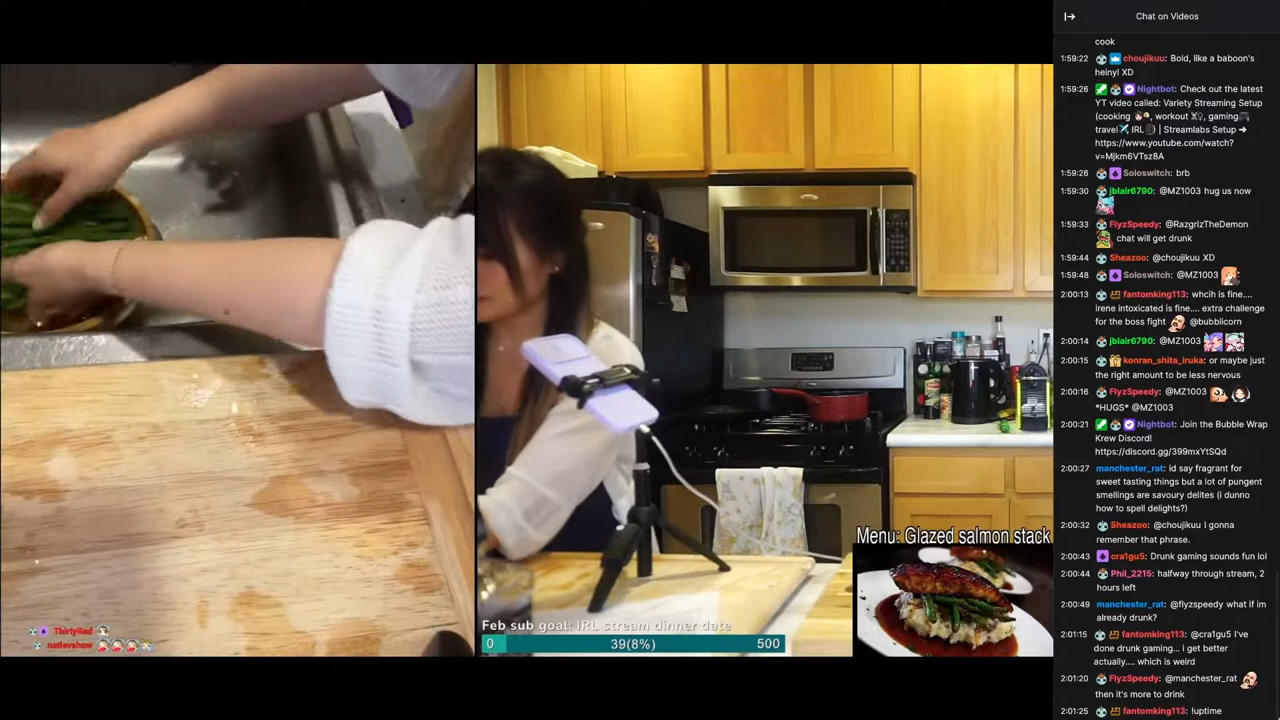 Chat on Videos
cook
1:59:22 choujikuu: Bold, like a baboon's
heiny! XD
1:59:26 Nightbot: Check out the latest
YT video called: Variety Streaming Setup
(cooking, workout, gaming
travel IRL | Streamlabs Setup ➔
https://www.youtube.com/watch?
v=Mjkm6VTsz8A
1:59:26 Soloswitch: brb
1:59:30 jblair6790: @MZ1003 hug us now
1:59:33 FlyzSpeedy: @RazgrizTheDemon
chat will get drunk
1:59:44 Sheazoo: @choujikuu XD
1:59:48 Soloswitch: @MZ1003
2:00:13 fantomking113: whcih is fine....
irene intoxicated is fine.... extra challenge
for the boss fight @bubblicorn
2:00:14 jblair6790: @MZ1003
2:00:15 konran_shita_iruka: or maybe just
the right amount to be less nervous
2:00:16 FlyzSpeedy: @MZ1003
*HUGS* @MZ1003
2:00:21 Nightbot: Join the Bubble Wrap
Krew Discord!
https://discord.gg/399mxYtSQd
2:00:27 manchester_rat: id say fragrant for
sweet tasting things but a lot of pungent
smellings are savoury delites (i dunno
how to spell delights?)
2:00:32 Sheazoo: @choujikuu I gonna
remember that phrase.
2:00:43 cra1gu5: Drunk gaming sounds fun lol
2:00:44 Phil_2215: halfway through stream, 2
hours left
2:00:49 manchester_rat: @flyzspeedy what if im
already drunk?
2:01:15 fantomking113: @cra1gu5 I've
done drunk gaming... i get better
actually.... which is weird
2:01:20 FlyzSpeedy: @manchester_rat
then it's more to drink
2:01:25 fantomking113: !uptime
Menu: Glazed salmon stack
Feb sub goal: IRL stream dinner date
0 39(8%) 500
ThirtyRed
netievshow